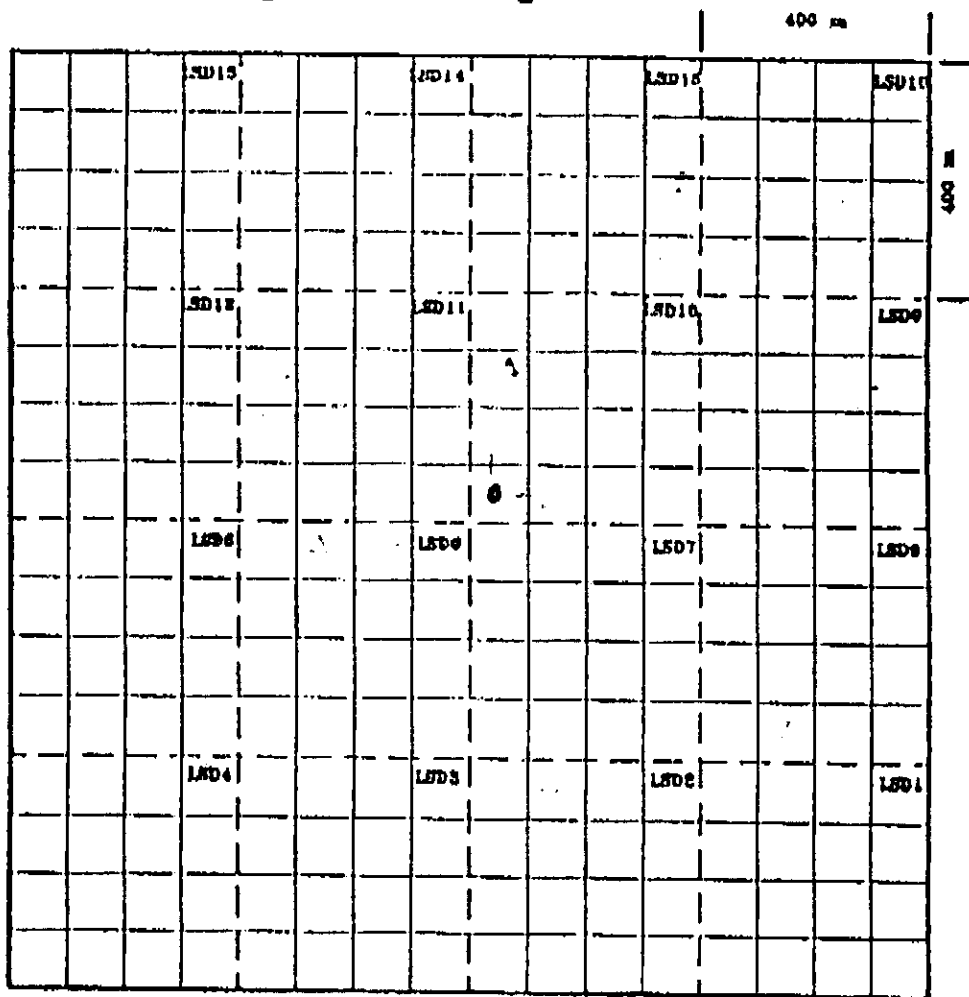 400 m
LSD13 LSD14 LSD15 LSD16
400 m
LSD12 LSD11 LSD10 LSD9
LSD5 LSD6 LSD7 LSD8
LSD4 LSD3 LSD2 LSD1